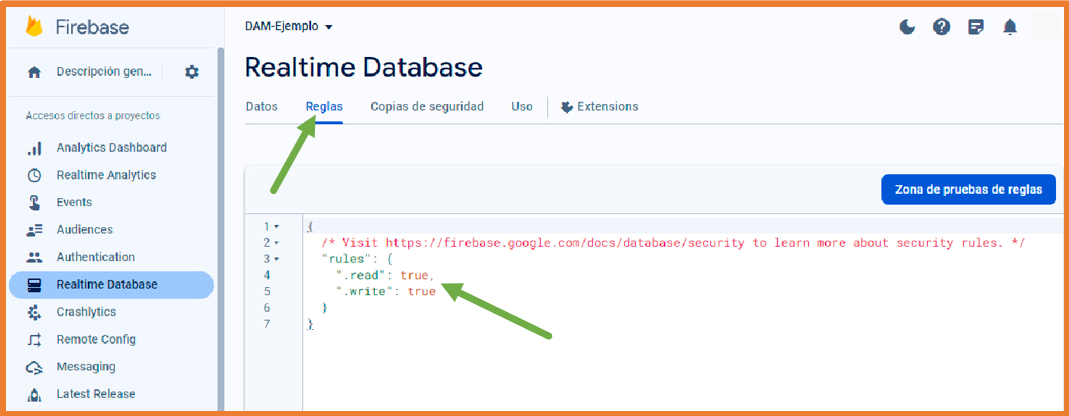 Firebase
DAM-Ejemplo
Descripción gen...
Realtime Database
Datos Reglas Copias de seguridad Uso Extensions
Accesos directos a proyectos
Analytics Dashboard
Realtime Analytics
Events
Audiences
Authentication
Realtime Database
Crashlytics
Remote Config
Messaging
Latest Release
Zona de pruebas de reglas
1 {
2 /* Visit https://firebase.google.com/docs/database/security to learn more about security rules. */
3 "rules": {
4 ".read": true,
5 ".write": true
6 }
7 }